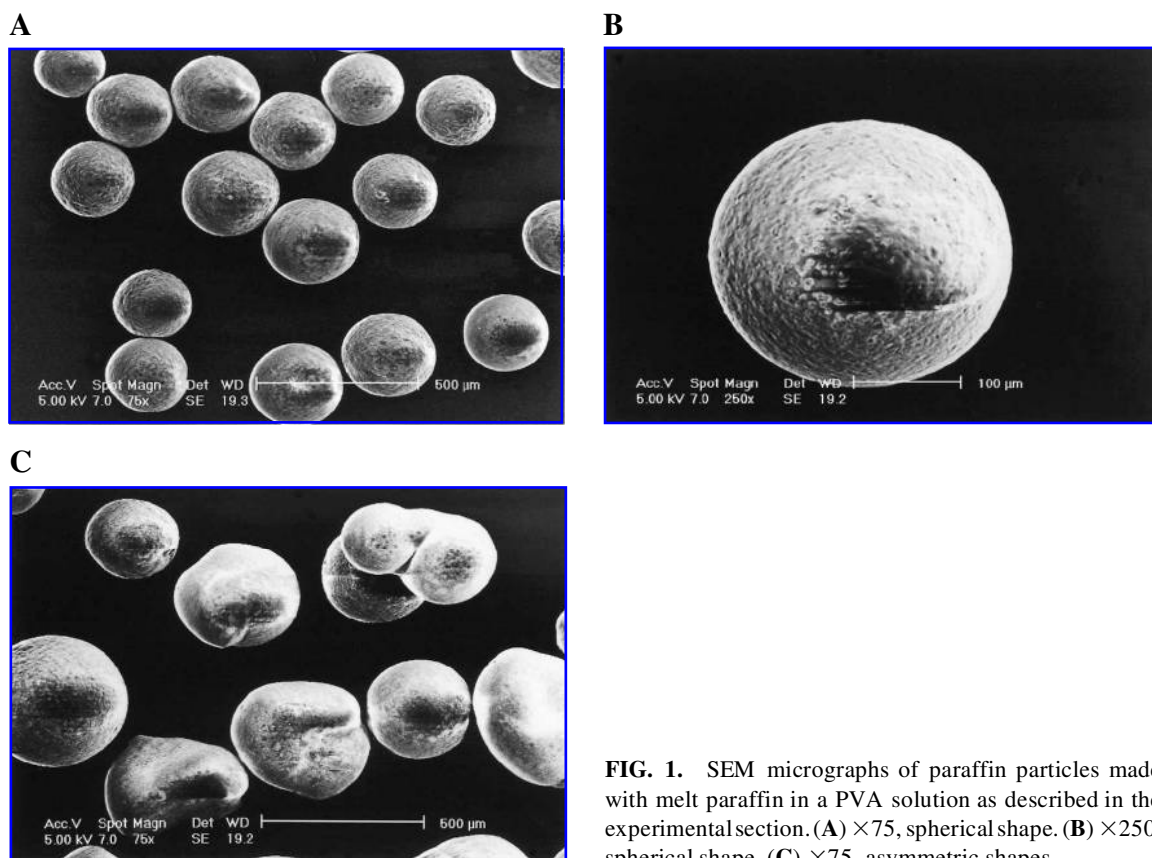 A
B
Acc.V Spot Magn Det WD 500 μm
5.00 kV 7.0 75x SE 19.3
Acc.V Spot Magn Det WD 100 μm
5.00 kV 7.0 250x SE 19.2
C
Acc.V Spot Magn Det WD 500 μm
5.00 kV 7.0 75x SE 19.2
FIG. 1. SEM micrographs of paraffin particles made
with melt paraffin in a PVA solution as described in the
experimental section. (A) ×75, spherical shape. (B) ×250,
spherical shape. (C) ×75, asymmetric shapes.